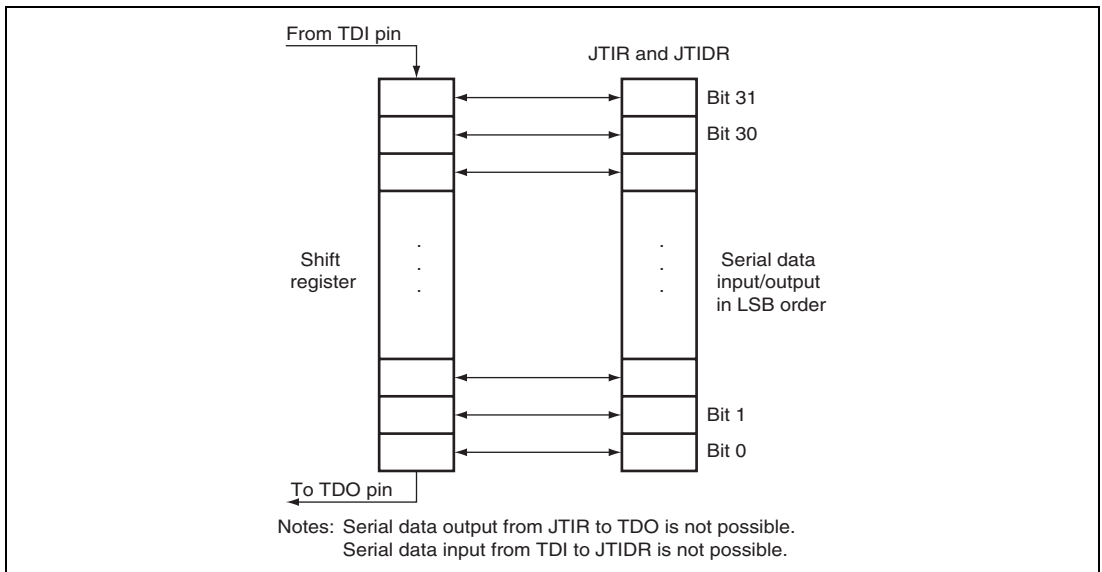 From TDI pin
JTIR and JTIDR
Bit 31
Bit 30
.
.
.
Shift
register
.
.
.
Serial data
input/output
in LSB order
Bit 1
Bit 0
To TDO pin
Notes: Serial data output from JTIR to TDO is not possible.
Serial data input from TDI to JTIDR is not possible.